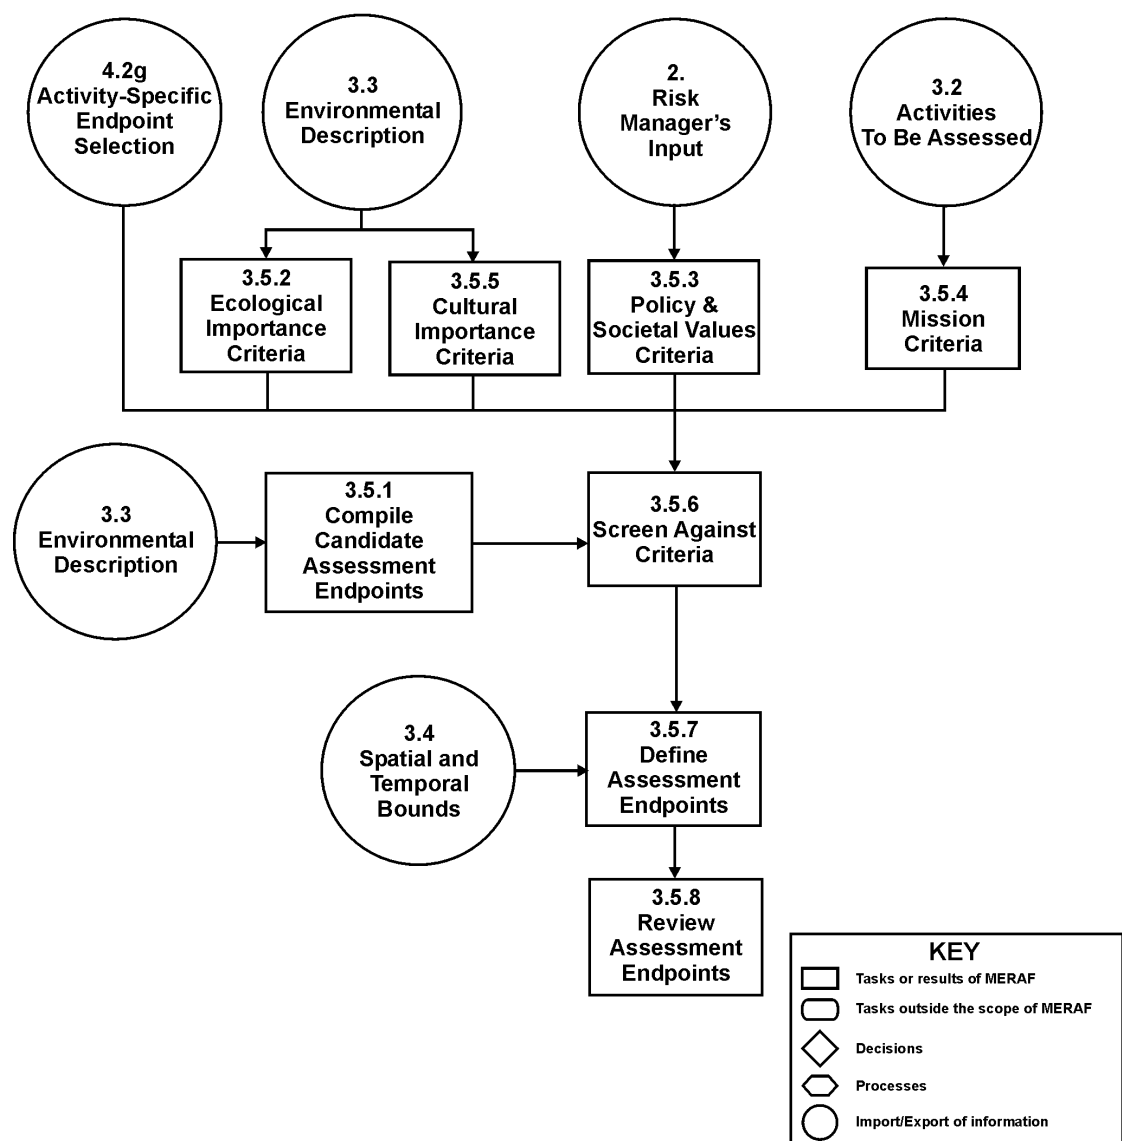 4.2g
Activity-Specific
Endpoint
Selection
3.3
Environmental
Description
2.
Risk
Manager's
Input
3.2
Activities
To Be Assessed
3.5.2
Ecological
Importance
Criteria
3.5.5
Cultural
Importance
Criteria
3.5.3
Policy &
Societal Values
Criteria
3.5.4
Mission
Criteria
3.3
Environmental
Description
3.5.1
Compile
Candidate
Assessment
Endpoints
3.5.6
Screen Against
Criteria
3.4
Spatial and
Temporal
Bounds
3.5.7
Define
Assessment
Endpoints
3.5.8
Review
Assessment
Endpoints
KEY
Tasks or results of MERAF
Tasks outside the scope of MERAF
Decisions
Processes
Import/Export of information